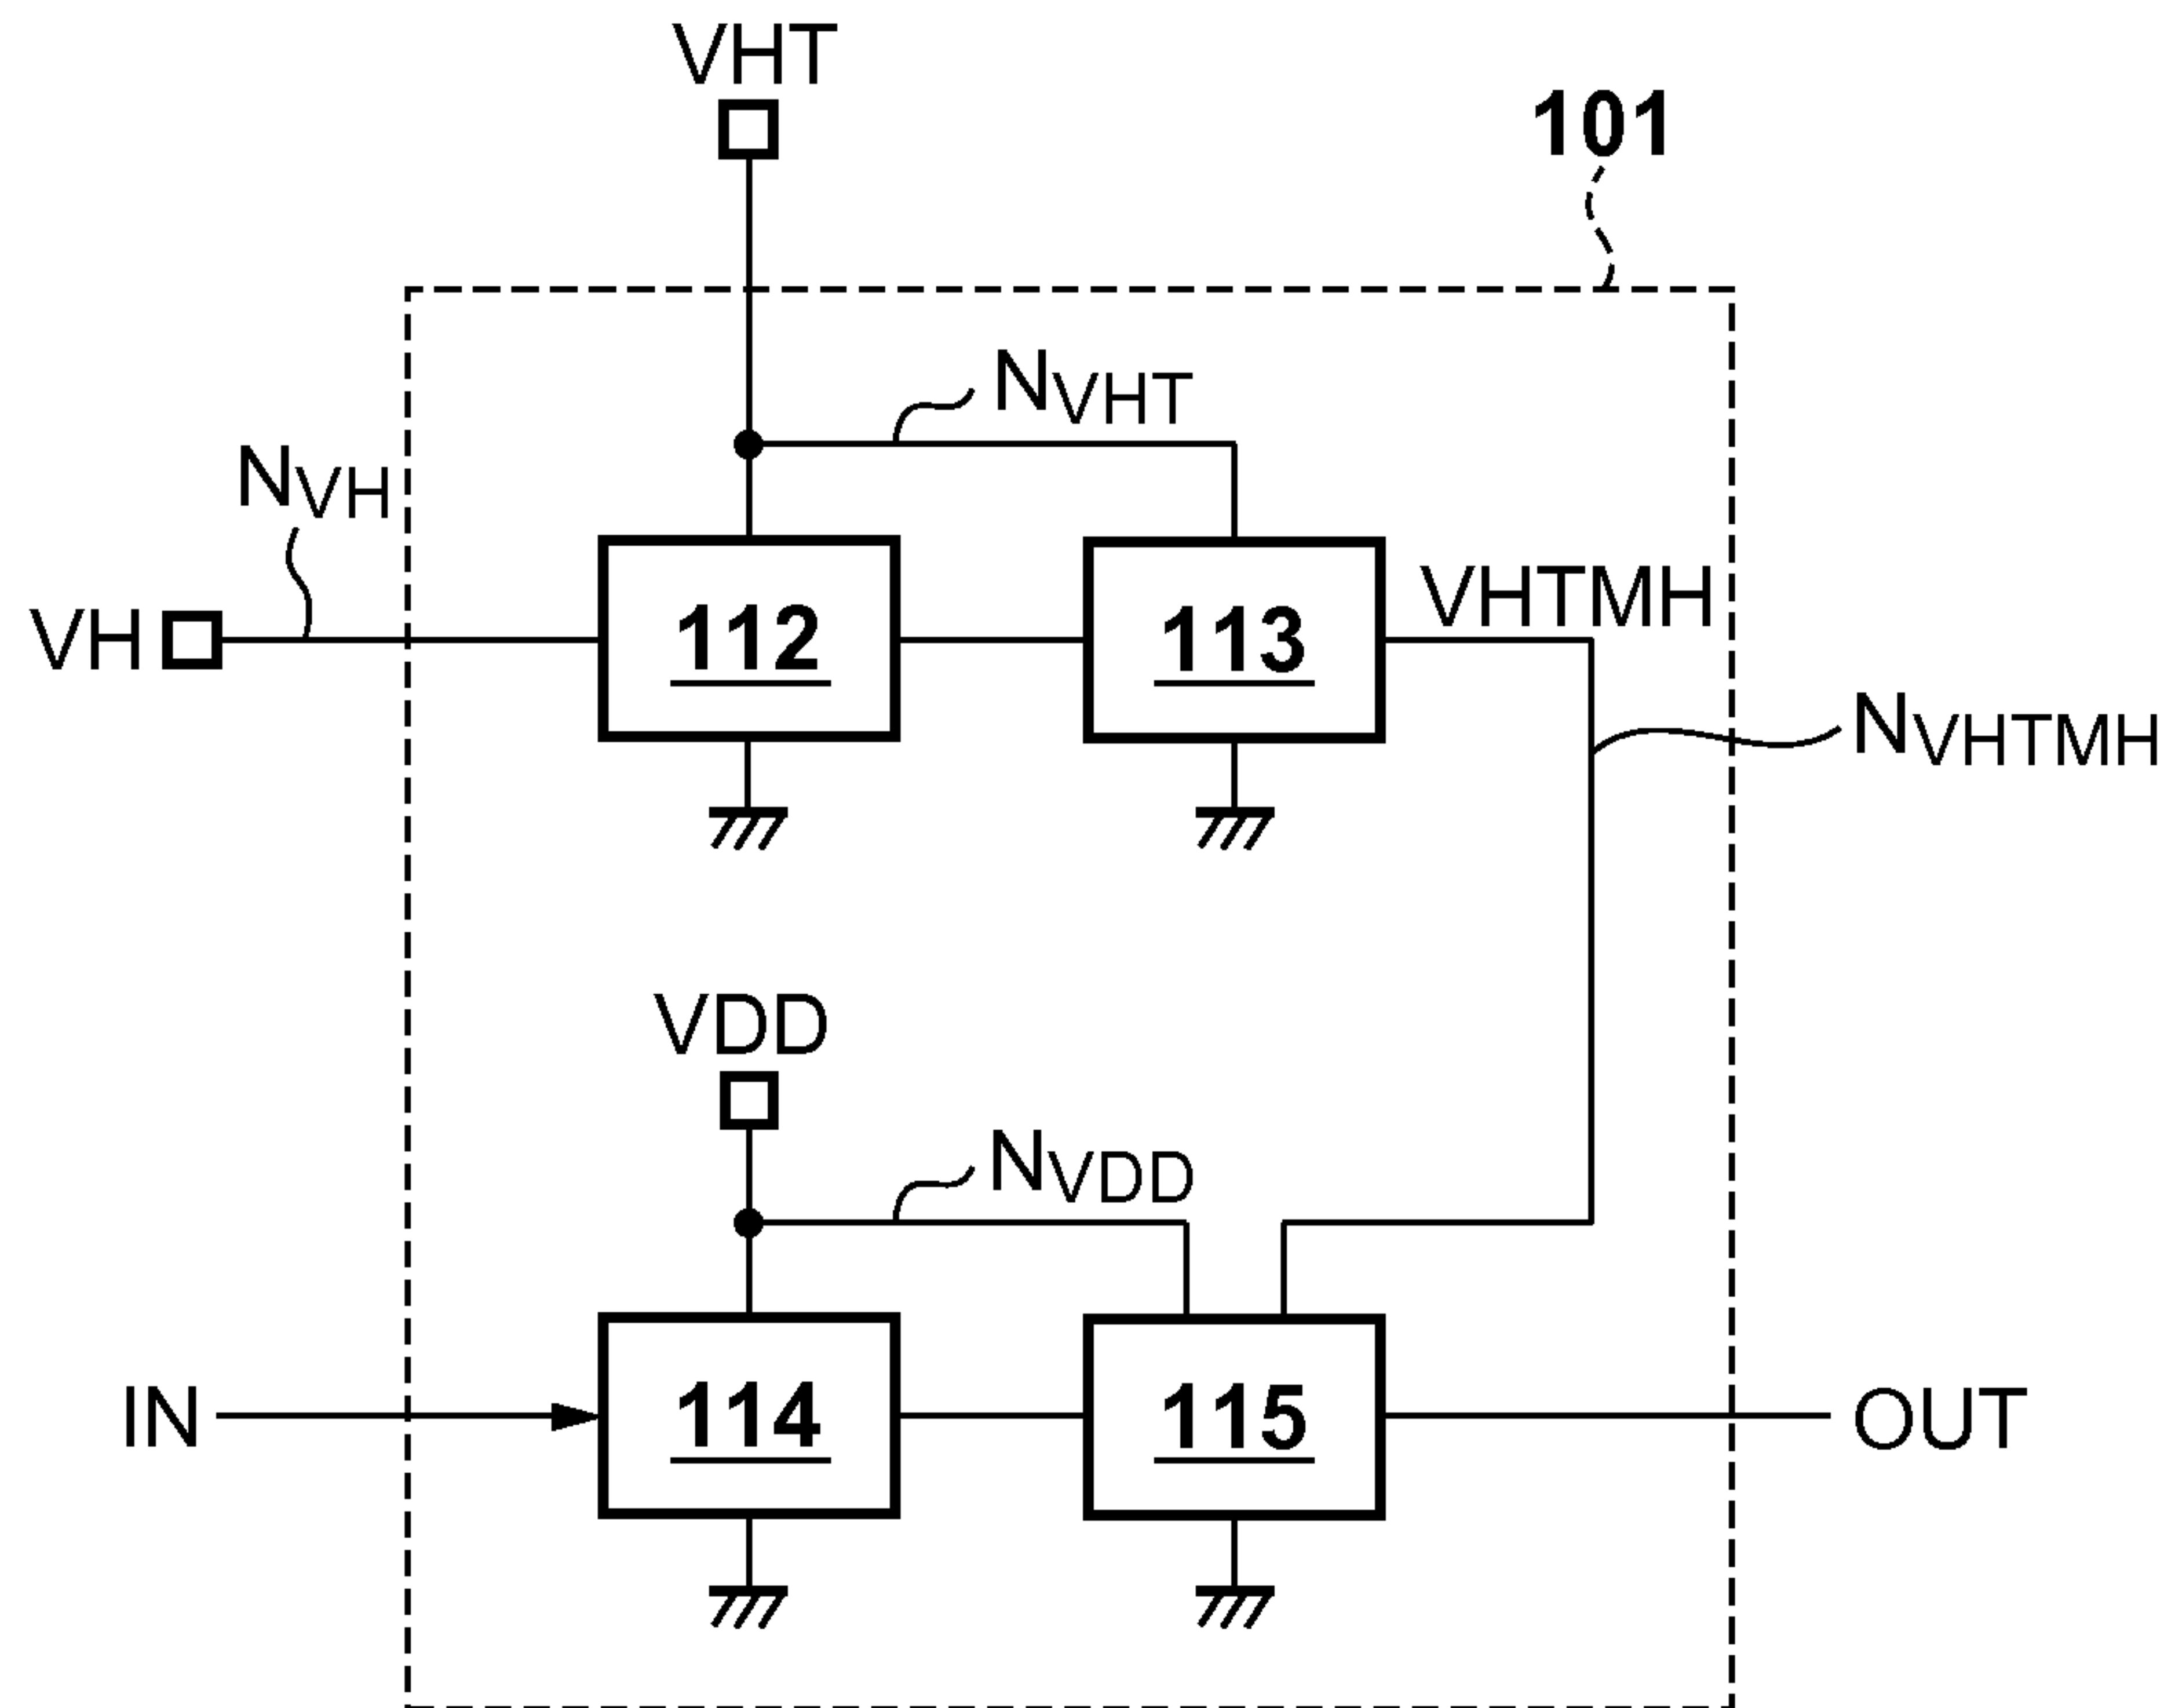 VHT
101
NVHT
NVH
VH
112
113
VHTMH
NVHTMH
VDD
NVDD
IN
114
115
OUT